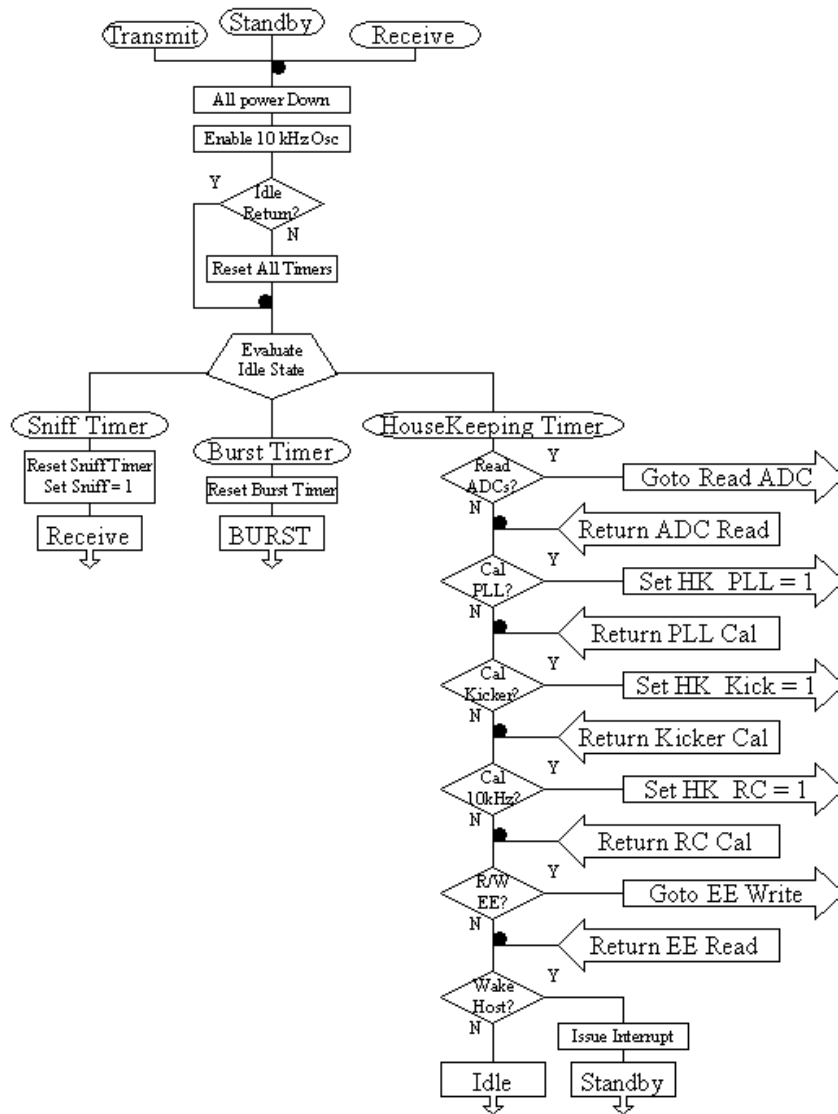 Transmit
Standby
Receive
All power Down
Enable 10 kHz Osc
Y
Idle
Return?
N
Reset All Timers
Evaluate
Idle State
Sniff Timer
Reset Sniff Timer
Set Sniff = 1
Receive
Burst Timer
Reset Burst Timer
BURST
HouseKeeping Timer
Read
ADCs?
Y
Goto Read ADC
N
Return ADC Read
Cal
PLL?
Y
Set HK PLL = 1
N
Return PLL Cal
Cal
Kicker?
Y
Set HK Kick = 1
N
Return Kicker Cal
Cal
10kHz?
Y
Set HK RC = 1
N
Return RC Cal
R/W
EE?
Y
Goto EE Write
N
Return EE Read
Wake
Host?
Y
N
Issue Interrupt
Idle
Standby